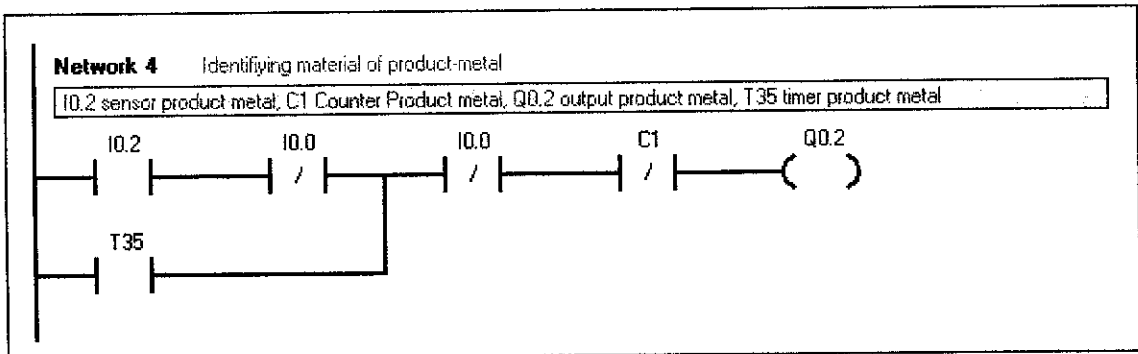 Network 4 Identifiying material of product-metal
I0.2 sensor product metal, C1 Counter Product metal, Q0.2 output product metal, T35 timer product metal
I0.2 I0.0 I0.0 C1 Q0.2
/ / /
T35